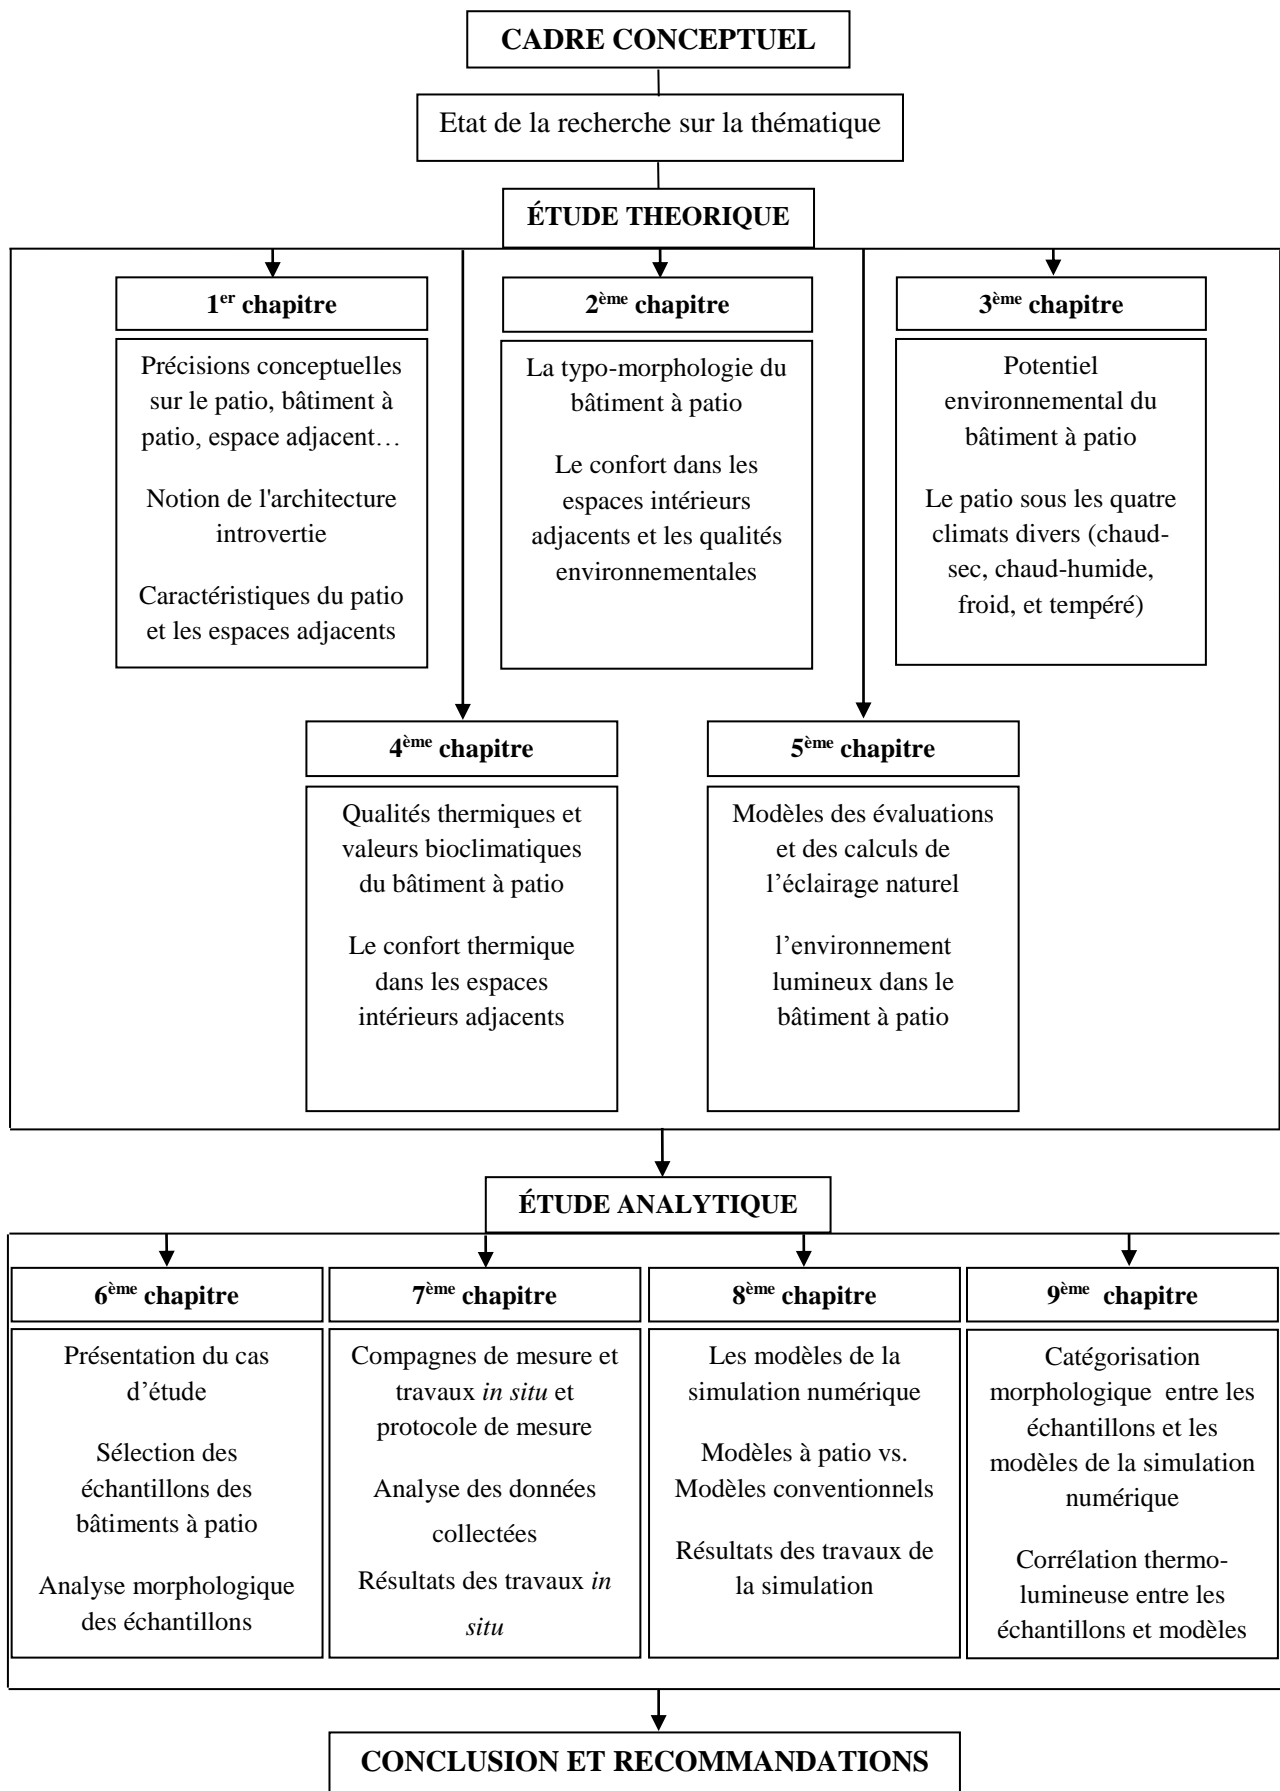 CADRE CONCEPTUEL
Etat de la recherche sur la thématique
ÉTUDE THEORIQUE
1er chapitre
Précisions conceptuelles
sur le patio, bâtiment à
patio, espace adjacent…
Notion de l'architecture
introvertie
Caractéristiques du patio
et les espaces adjacents
2ème chapitre
La typo-morphologie du
bâtiment à patio
Le confort dans les
espaces intérieurs
adjacents et les qualités
environnementales
3ème chapitre
Potentiel
environnemental du
bâtiment à patio
Le patio sous les quatre
climats divers (chaud-
sec, chaud-humide,
froid, et tempéré)
4ème chapitre
Qualités thermiques et
valeurs bioclimatiques
du bâtiment à patio
Le confort thermique
dans les espaces
intérieurs adjacents
5ème chapitre
Modèles des évaluations
et des calculs de
l’éclairage naturel
l’environnement
lumineux dans le
bâtiment à patio
ÉTUDE ANALYTIQUE
6ème chapitre
Présentation du cas
d’étude
Sélection des
échantillons des
bâtiments à patio
Analyse morphologique
des échantillons
7ème chapitre
Compagnes de mesure et
travaux in situ et
protocole de mesure
Analyse des données
collectées
Résultats des travaux in
situ
8ème chapitre
Les modèles de la
simulation numérique
Modèles à patio vs.
Modèles conventionnels
Résultats des travaux de
la simulation
9ème chapitre
Catégorisation
morphologique entre les
échantillons et les
modèles de la simulation
numérique
Corrélation thermo-
lumineuse entre les
échantillons et modèles
CONCLUSION ET RECOMMANDATIONS